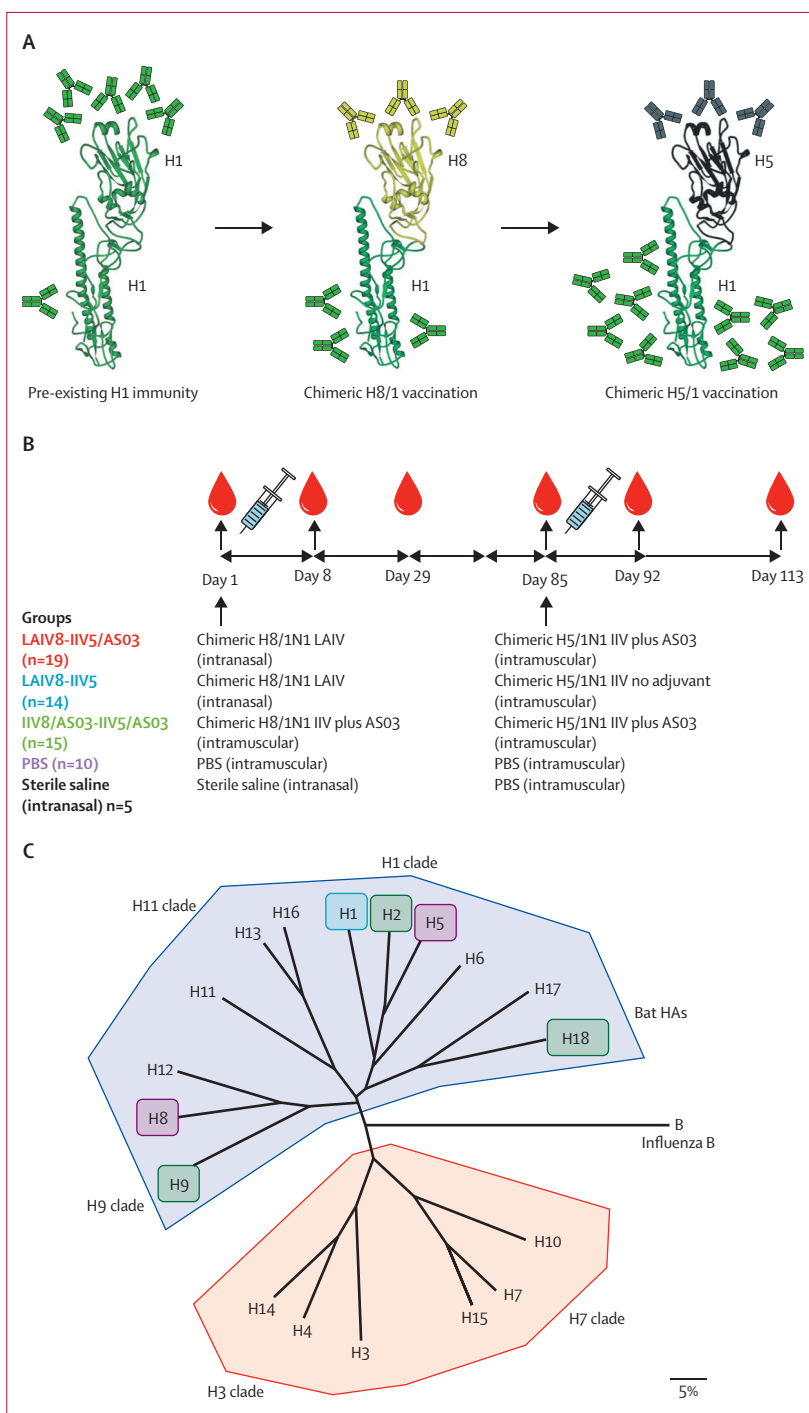 A
H1
H1
Pre-existing H1 immunity
H8
H1
Chimeric H8/1 vaccination
H5
H1
Chimeric H5/1 vaccination
B
Day 1
Day 8
Day 29
Day 85
Day 92
Day 113
Groups
LAIV8-IIV5/AS03
(n=19)
Chimeric H8/1N1 LAIV
(intranasal)
Chimeric H5/1N1 IIV plus AS03
(intramuscular)
LAIV8-IIV5
(n=14)
Chimeric H8/1N1 LAIV
(intranasal)
Chimeric H5/1N1 IIV no adjuvant
(intramuscular)
IIV8/AS03-IIV5/AS03
(n=15)
Chimeric H8/1N1 IIV plus AS03
(intramuscular)
Chimeric H5/1N1 IIV plus AS03
(intramuscular)
PBS (n=10)
PBS (intramuscular)
PBS (intramuscular)
Sterile saline
(intranasal) n=5
Sterile saline (intranasal)
PBS (intramuscular)
C
H1 clade
H11 clade
H16
H1
H2
H5
H13
H6
H11
H17
Bat HAs
H18
H12
H8
B
Influenza B
H9
H9 clade
H10
H14
H7
H4
H15
H3
H7 clade
H3 clade
5%